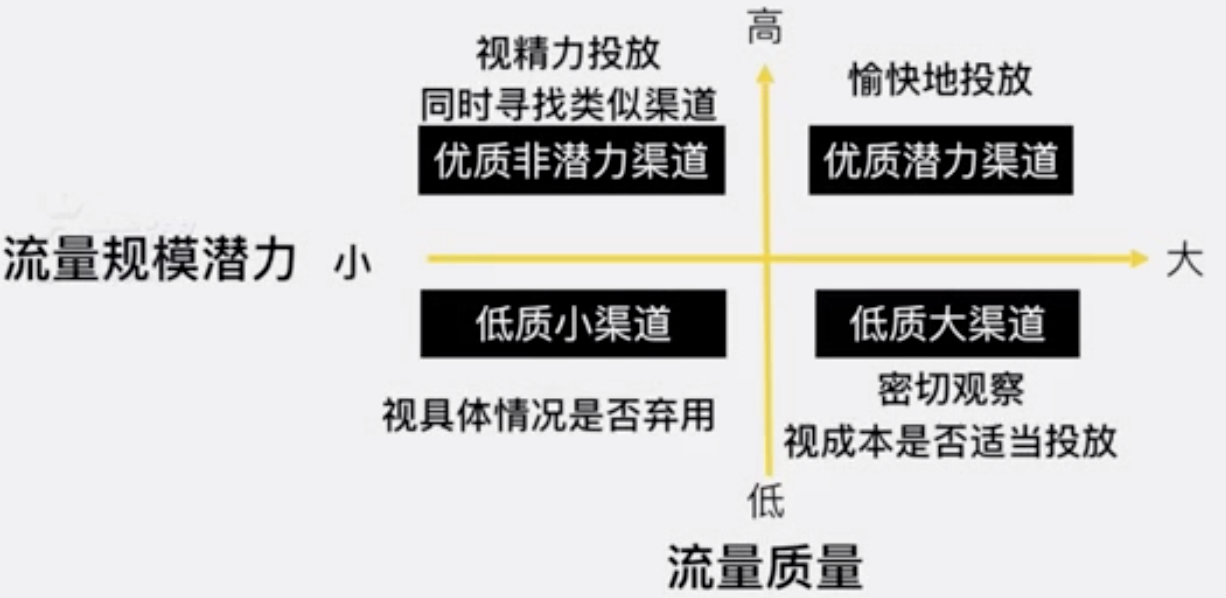 高
视精力投放
同时寻找类似渠道
愉快地投放
优质非潜力渠道
优质潜力渠道
流量规模潜力 小
大
低质小渠道
低质大渠道
视具体情况是否弃用
密切观察
视成本是否适当投放
低
流量质量